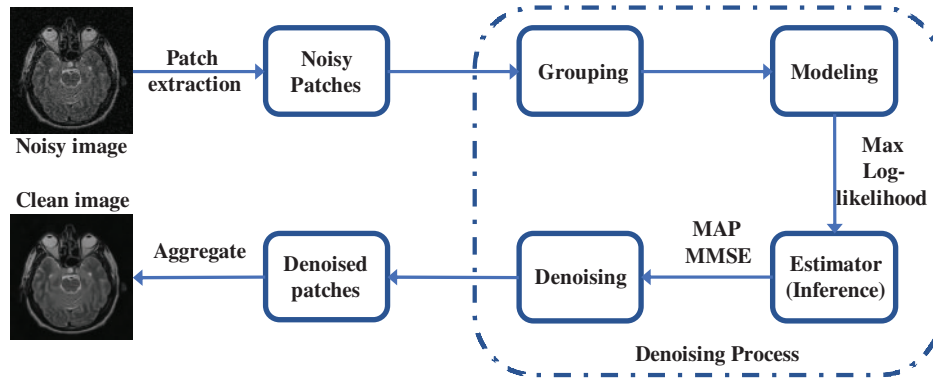 Patch
extraction
Noisy
Patches
Grouping
Modeling
Noisy image
Max
Log-
likelihood
Clean image
Aggregate
Denoised
patches
Denoising
MAP
MMSE
Estimator
(Inference)
Denoising Process